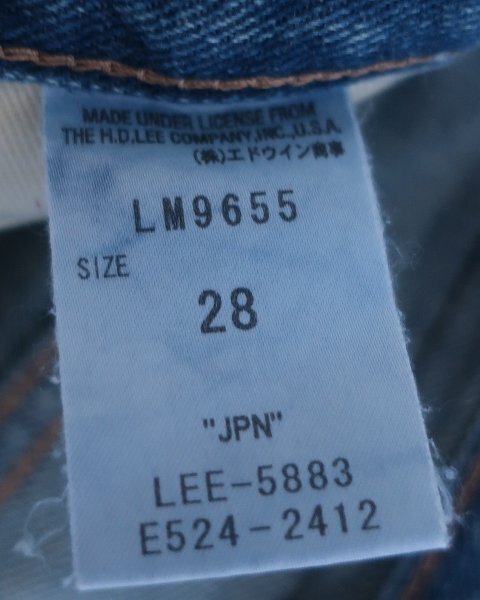 MADE UNDER LICENSE FROM
THE H.D.LEE COMPANY,INC.,U.S.A.
(株)エドウイン商事
LM9655
SIZE
28
"JPN"
LEE-5883
E524-2412